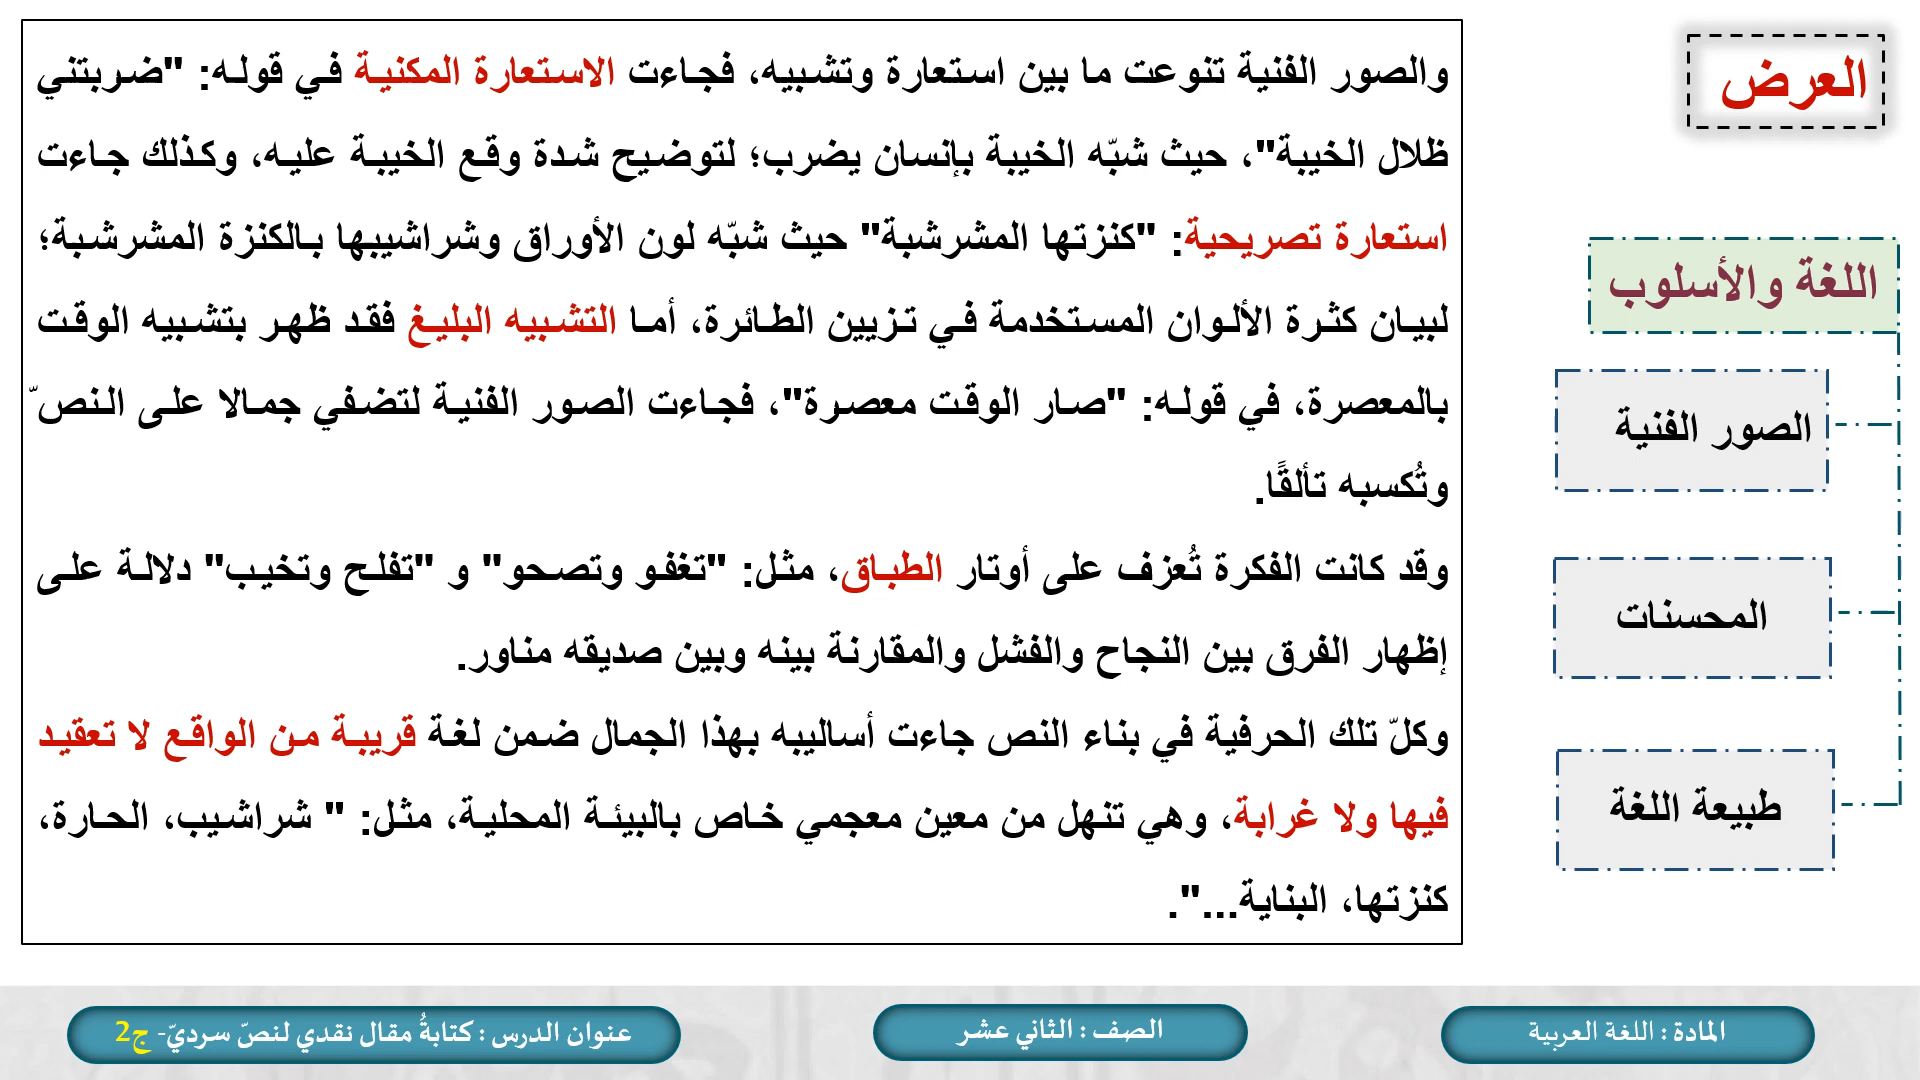 العرض
والصور الفنية تنوعت ما بين استعارة وتشبيه، فجاءت الاستعارة المكنية في قوله: "ضربتني
ظلال الخيبة"، حيث شبّه الخيبة بإنسان يضرب؛ لتوضيح شدة وقع الخيبة عليه، وكذلك جاءت
استعارة تصريحية: "كنزتها المشرشبة" حيث شبّه لون الأوراق وشراشيبها بالكنزة المشرشبة؛
لبيان كثرة الألوان المستخدمة في تزيين الطائرة، أما التشبيه البليغ فقد ظهر بتشبيه الوقت
بالمعصرة، في قوله: "صار الوقت معصرة"، فجاءت الصور الفنية لتضفي جمالا على النصّ
وتُكسبه تألقًا.
وقد كانت الفكرة تُعزف على أوتار الطباق، مثل: "تغفو وتصحو" و "تفلح وتخيب" دلالة على
إظهار الفرق بين النجاح والفشل والمقارنة بينه وبين صديقه مناور.
وكلّ تلك الحرفية في بناء النص جاءت أساليبه بهذا الجمال ضمن لغة قريبة من الواقع لا تعقيد
فيها ولا غرابة، وهي تنهل من معين معجمي خاص بالبيئة المحلية، مثل: " شراشيب، الحارة،
كنزتها، البناية...".
اللغة والأسلوب
الصور الفنية
المحسنات
طبيعة اللغة
المادة : اللغة العربية
الصف : الثاني عشر
عنوان الدرس : كتابةُ مقال نقدي لنصّ سرديّ- ج2